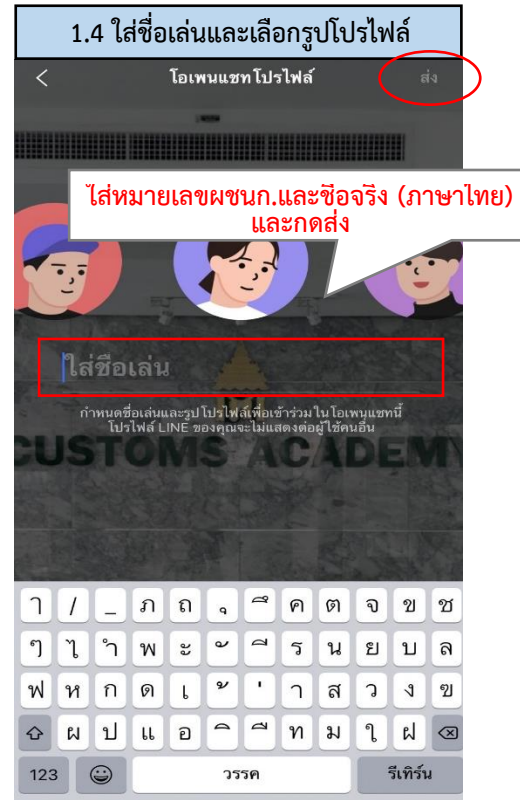 1.4 ใส่ชื่อเล่นและเลือกรูปโปรไฟล์
< โอเพนแชทโปรไฟล์ ส่ง
ใส่หมายเลขผชนก.และชื่อจริง (ภาษาไทย)
และกดส่ง
ใส่ชื่อเล่น
กำหนดชื่อเล่นและรูปโปรไฟล์เพื่อเข้าร่วมในโอเพนแชทนี้
โปรไฟล์ LINE ของคุณจะไม่แสดงต่อผู้ใช้คนอื่น
CUSTOMS ACADEMY
ๅ / _ ภ ถ ุ ึ ค ต จ ข ช
ๆ ไ ำ พ ะ ั ี ร น ย บ ล
ฟ ห ก ด เ ้ ่ า ส ว ง ฃ
ผ ป แ อ ิ ื ท ม ใ ฝ
123 วรรค รีเทิร์น